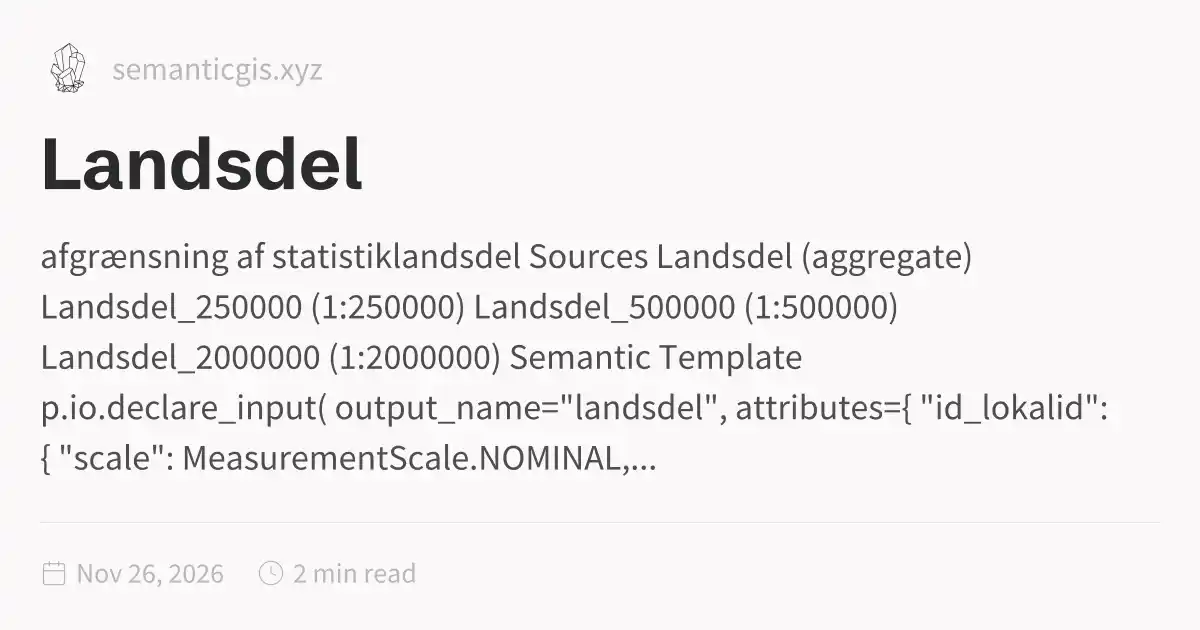 semanticgis.xyz
Landsdel
afgrænsning af statistiklandsdel Sources Landsdel (aggregate)
Landsdel_250000 (1:250000) Landsdel_500000 (1:500000)
Landsdel_2000000 (1:2000000) Semantic Template
p.io.declare_input( output_name="landsdel", attributes={ "id_lokalid":
{ "scale": MeasurementScale.NOMINAL,...
Nov 26, 2026 2 min read